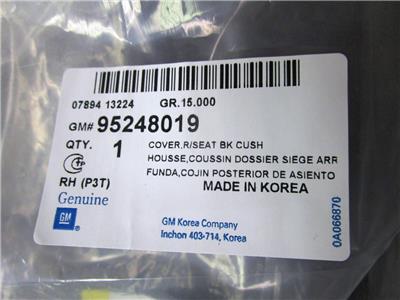 07894 13224 GR.15.000
GM# 95248019
QTY. 1
COVER,R/SEAT BK CUSH
HOUSSE,COUSSIN DOSSIER SIEGE ARR
FUNDA,COJIN POSTERIOR DE ASIENTO
RH (P3T) MADE IN KOREA
Genuine
GM
GM Korea Company
Inchon 403-714, Korea
0A066870